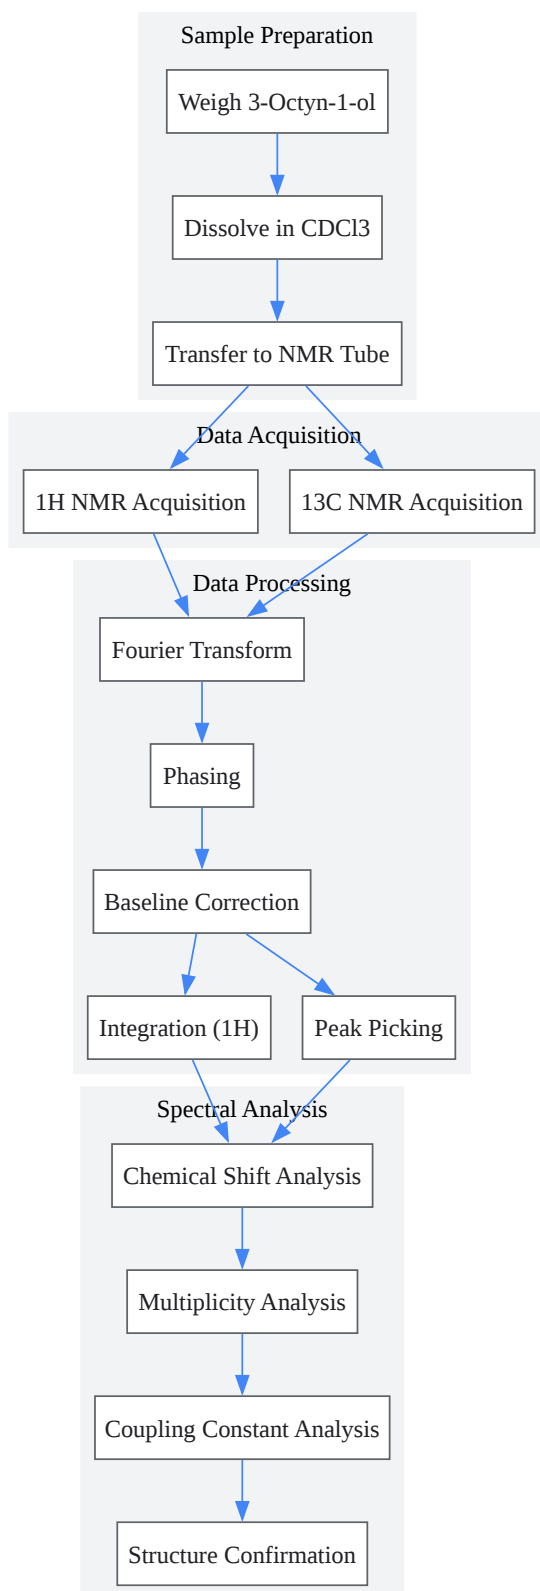 Sample Preparation
Weigh 3-Octyn-1-ol
Dissolve in CDCl3
Transfer to NMR Tube
Data Acquisition
1H NMR Acquisition
13C NMR Acquisition
Data Processing
Fourier Transform
Phasing
Baseline Correction
Integration (1H)
Peak Picking
Spectral Analysis
Chemical Shift Analysis
Multiplicity Analysis
Coupling Constant Analysis
Structure Confirmation